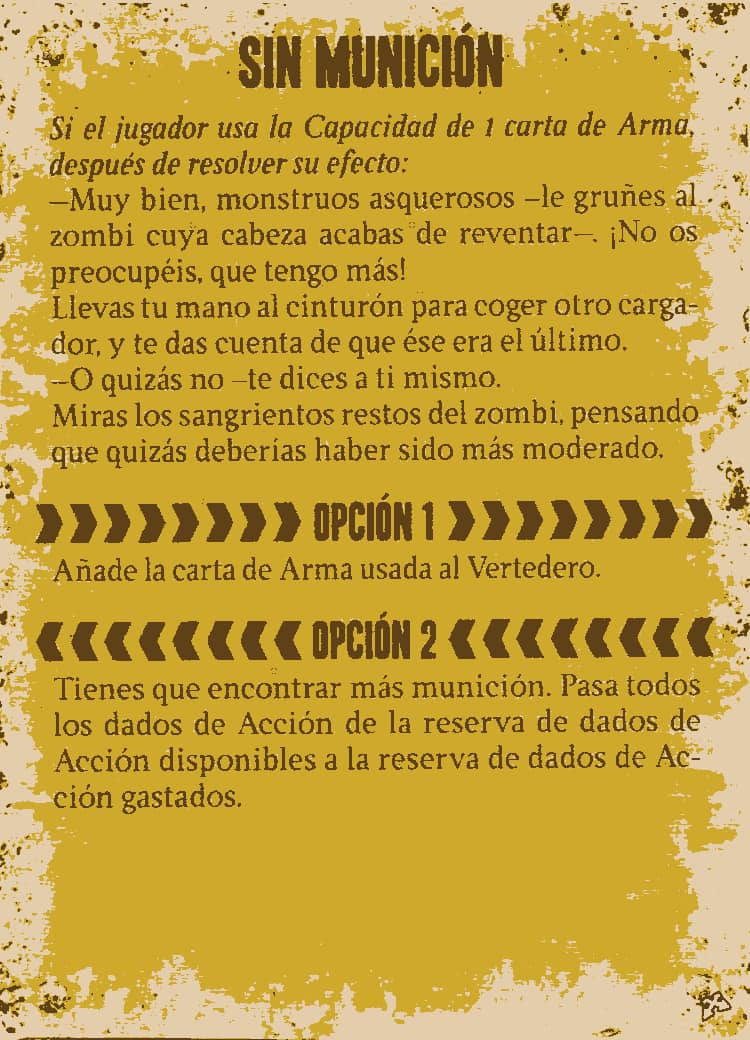 SIN MUNICIÓN
Si el jugador usa la Capacidad de 1 carta de Arma,
después de resolver su efecto:
—Muy bien, monstruos asquerosos —le gruñes al
zombi cuya cabeza acabas de reventar—. ¡No os
preocupéis, que tengo más!
Llevas tu mano al cinturón para coger otro carga-
dor, y te das cuenta de que ése era el último.
—O quizás no —te dices a ti mismo.
Miras los sangrientos restos del zombi, pensando
que quizás deberías haber sido más moderado.
OPCIÓN 1
Añade la carta de Arma usada al Vertedero.
OPCIÓN 2
Tienes que encontrar más munición. Pasa todos
los dados de Acción de la reserva de dados de
Acción disponibles a la reserva de dados de Ac-
ción gastados.